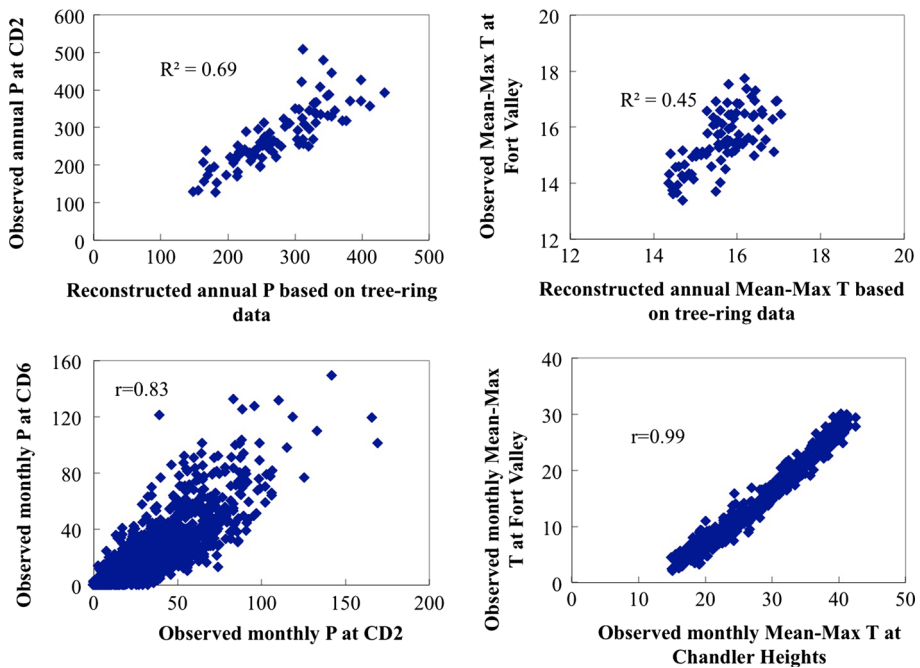 Observed annual P at CD2
600
500
400
300
200
100
0
R² = 0.69
0 100 200 300 400 500
Reconstructed annual P based on tree-ring
data
Observed Mean-Max T at
Fort Valley
20
18
16
14
12
R² = 0.45
12 14 16 18 20
Reconstructed annual Mean-Max T based
on tree-ring data
Observed monthly P at CD6
160
120
80
40
0
r=0.83
0 50 100 150 200
Observed monthly P at CD2
Observed monthly Mean-Max
T at Fort Valley
40
30
20
10
0
r=0.99
0 10 20 30 40 50
Observed monthly Mean-Max T at
Chandler Heights